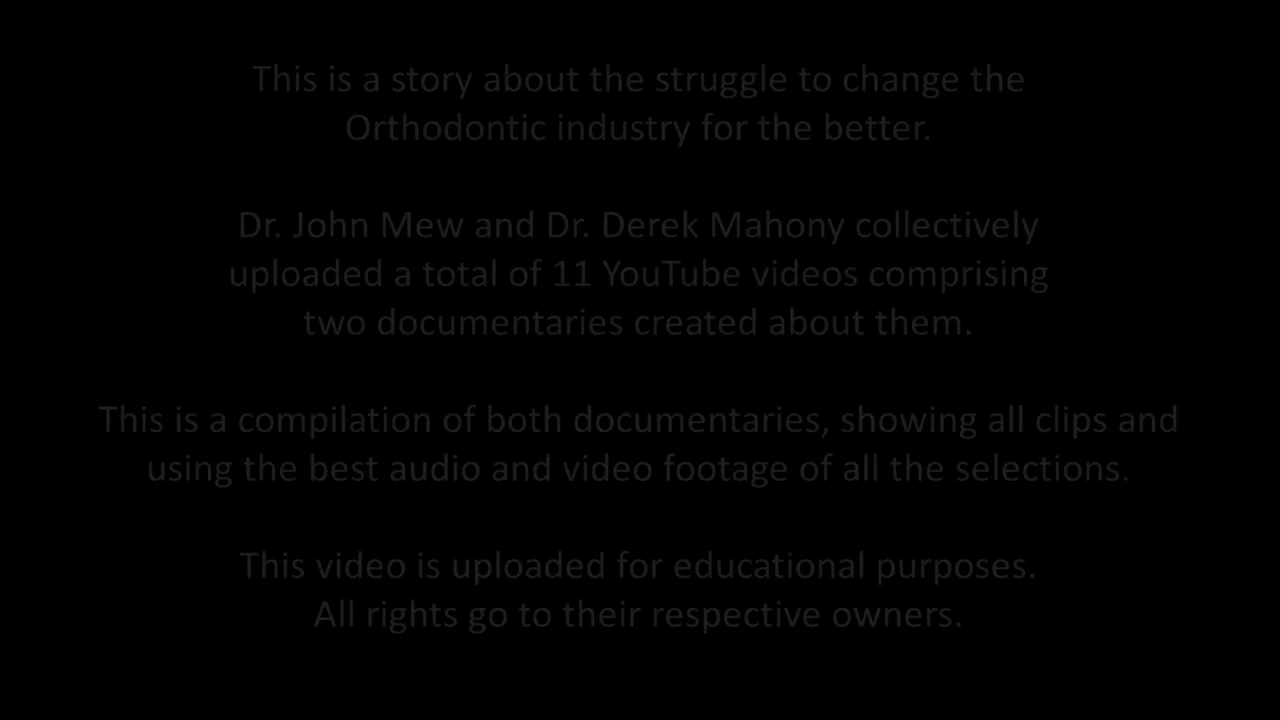 This is a story about the struggle to change the
Orthodontic industry for the better.
Dr. John Mew and Dr. Derek Mahony collectively
uploaded a total of 11 YouTube videos comprising
two documentaries created about them.
This is a compilation of both documentaries, showing all clips and
using the best audio and video footage of all the selections.
This video is uploaded for educational purposes.
All rights go to their respective owners.